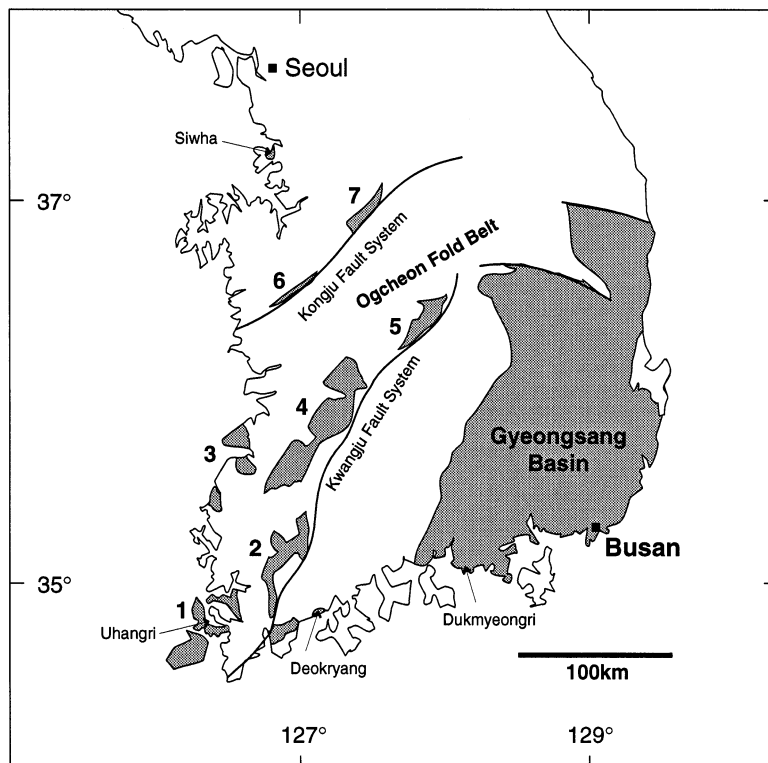 Seoul
Siwha
37°
7
Kongju Fault System
Ogcheon Fold Belt
6
5
4
Kwangju Fault System
3
Gyeongsang
Basin
2
Busan
35°
1
Uhangri
Dukmyeongri
Deokryang
100km
127°
129°